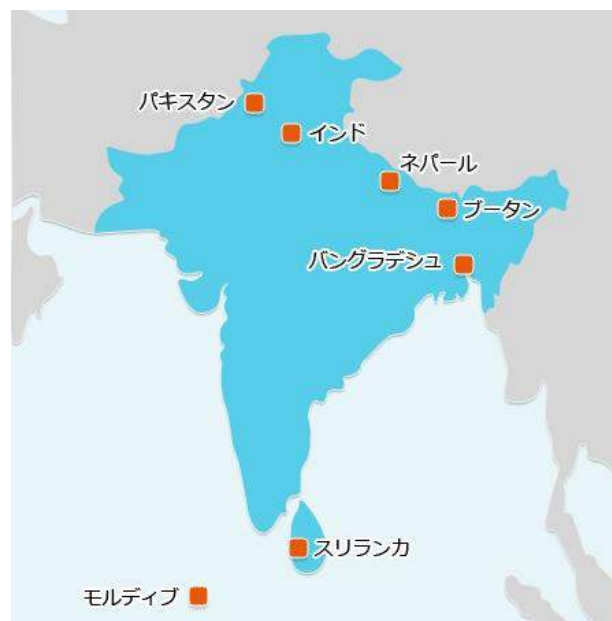 パキスタン
インド
ネパール
ブータン
バングラデシュ
スリランカ
モルディブ